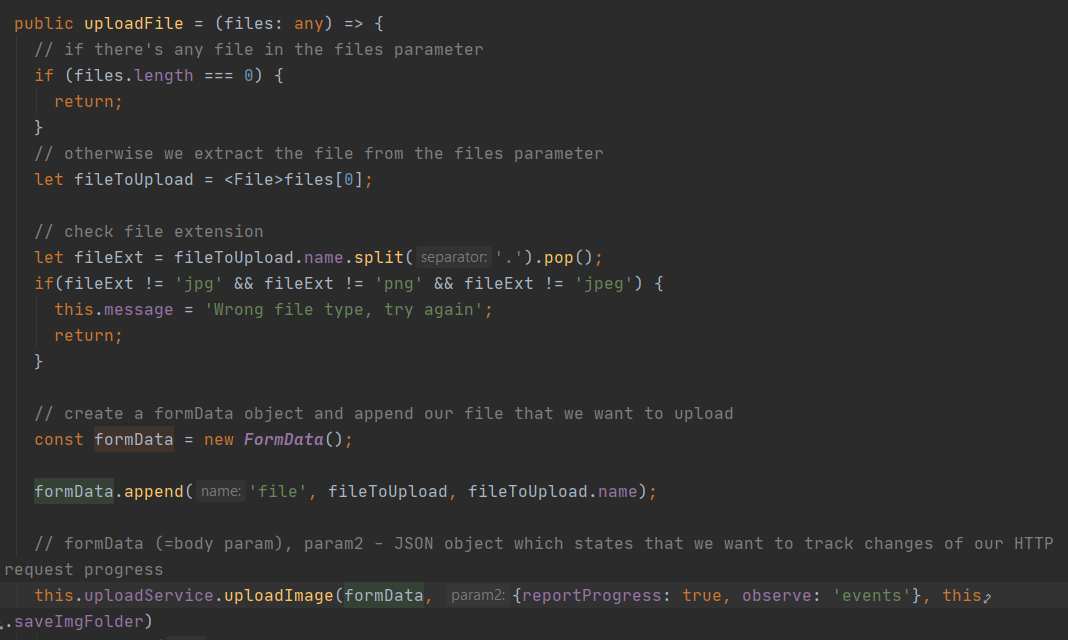 public uploadFile = (files: any) => {
// if there's any file in the files parameter
if (files.length === 0) {
return;
}
// otherwise we extract the file from the files parameter
let fileToUpload = <File>files[0];
// check file extension
let fileExt = fileToUpload.name.split( separator: '.').pop();
if(fileExt != 'jpg' && fileExt != 'png' && fileExt != 'jpeg') {
this.message = 'Wrong file type, try again';
return;
}
// create a formData object and append our file that we want to upload
const formData = new FormData();
formData.append( name: 'file', fileToUpload, fileToUpload.name);
// formData (=body param), param2 - JSON object which states that we want to track changes of our HTTP
request progress
this.uploadService.uploadImage(formData, param2: {reportProgress: true, observe: 'events'}, this
.saveImgFolder)